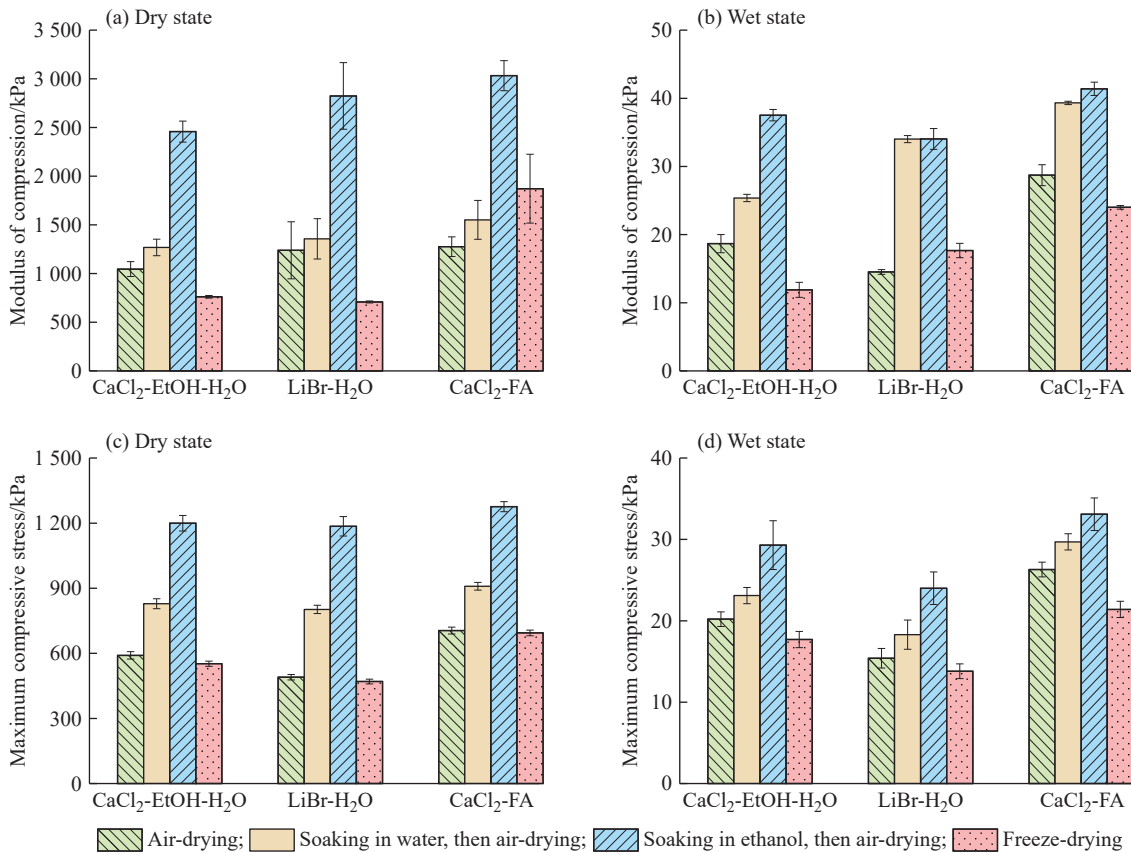 (a) Dry state
Modulus of compression/kPa
3 500
3 000
2 500
2 000
1 500
1 000
500
0
CaCl₂-EtOH-H₂O LiBr-H₂O CaCl₂-FA
(b) Wet state
Modulus of compression/kPa
50
40
30
20
10
0
CaCl₂-EtOH-H₂O LiBr-H₂O CaCl₂-FA
(c) Dry state
Maximum compressive stress/kPa
1 500
1 200
900
600
300
0
CaCl₂-EtOH-H₂O LiBr-H₂O CaCl₂-FA
(d) Wet state
Maximum compressive stress/kPa
40
30
20
10
0
CaCl₂-EtOH-H₂O LiBr-H₂O CaCl₂-FA
Air-drying; Soaking in water, then air-drying; Soaking in ethanol, then air-drying; Freeze-drying